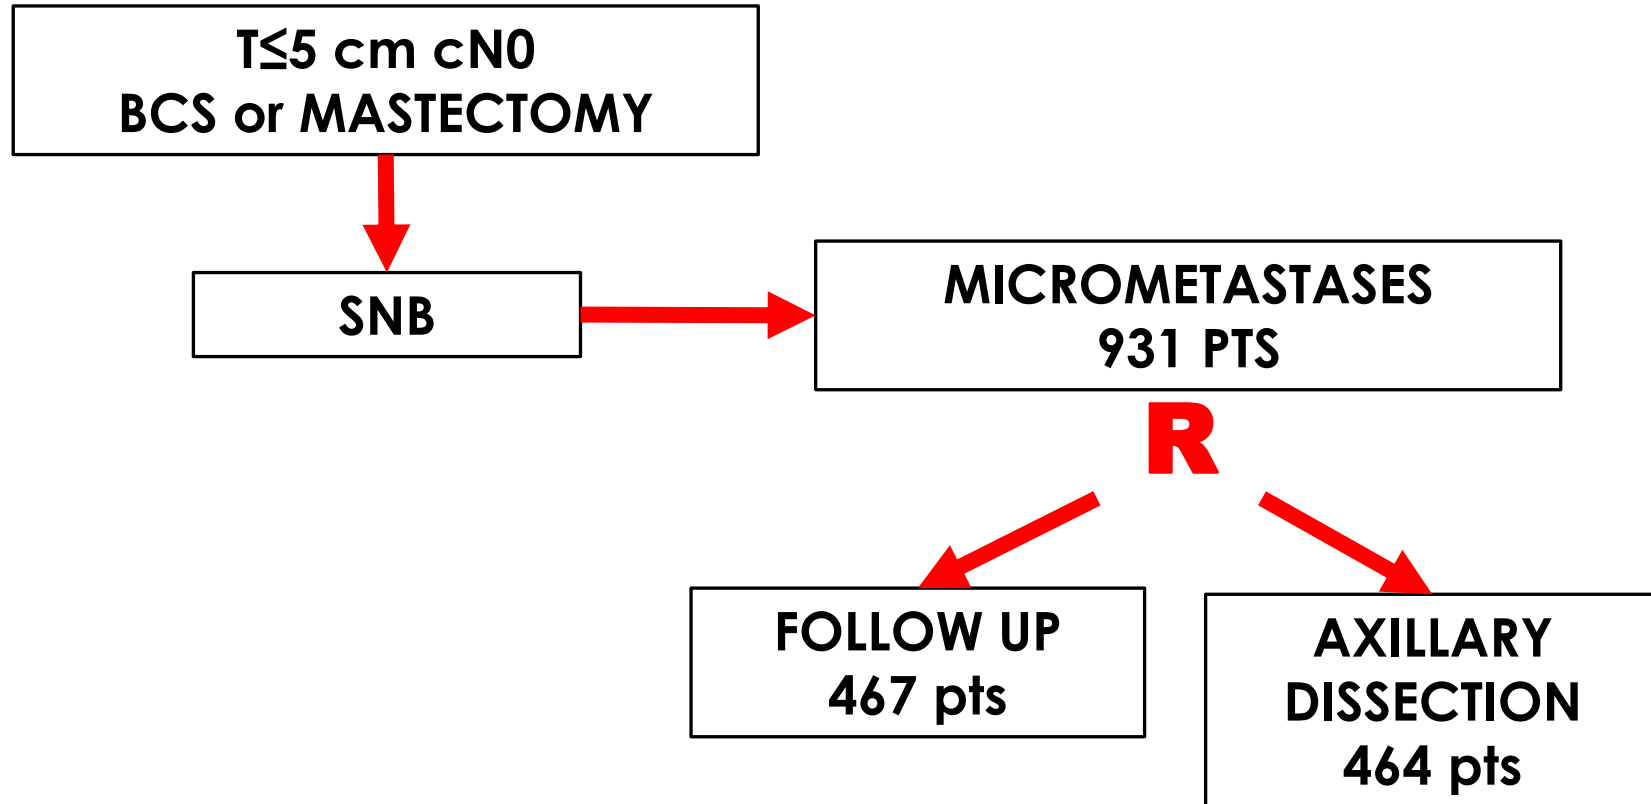 T≤5 cm cN0
BCS or MASTECTOMY
SNB
MICROMETASTASES
931 PTS
R
FOLLOW UP
467 pts
AXILLARY
DISSECTION
464 pts